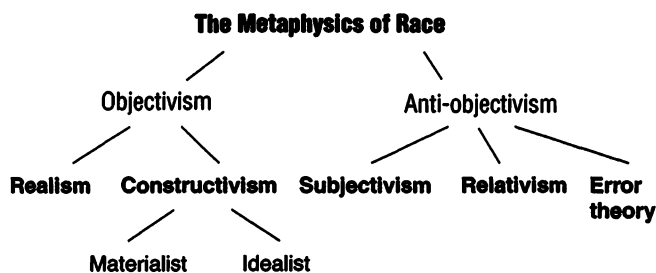 The Metaphysics of Race
Objectivism Anti-objectivism
Realism Constructivism Subjectivism Relativism Error
theory
Materialist Idealist